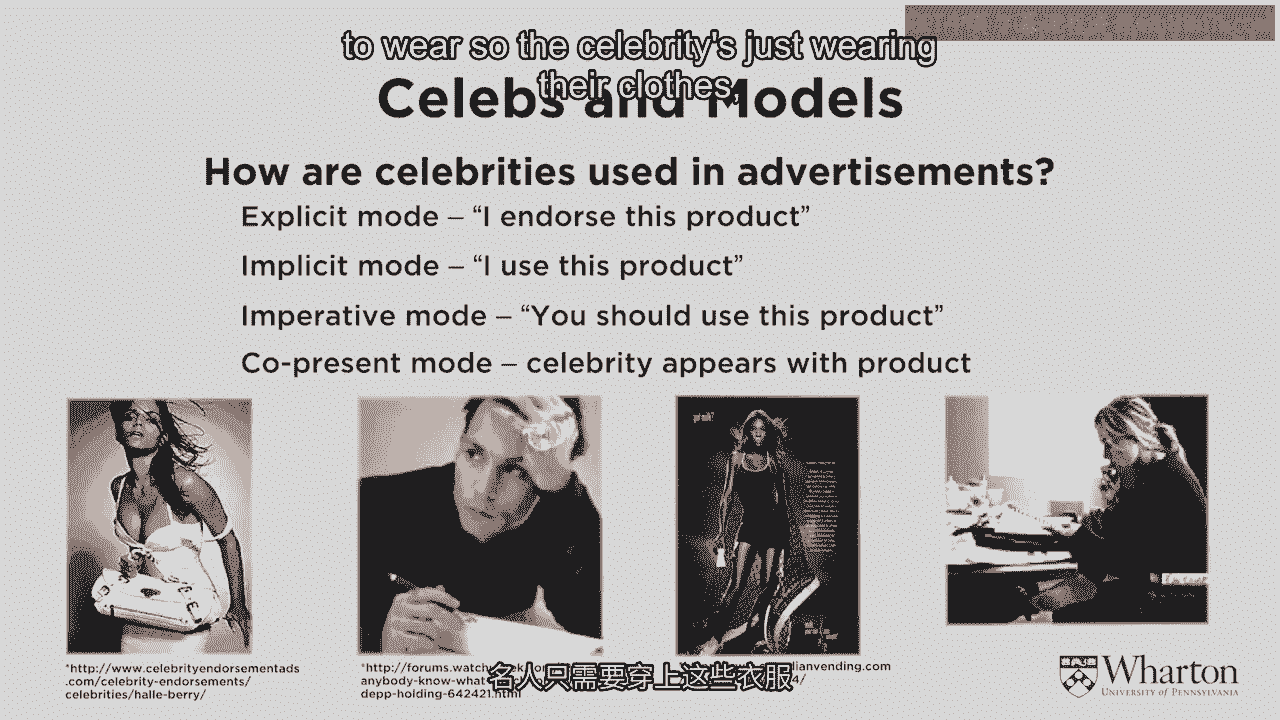 to wear so the celebrity's just wearing
their clothes,
Celebs and Models
How are celebrities used in advertisements?
Explicit mode – “I endorse this product”
Implicit mode – “I use this product”
Imperative mode – “You should use this product”
Co-present mode – celebrity appears with product
got milk?
*http://www.celebrityendorsementads
.com/celebrity-endorsements/
celebrities/halle-berry/
*http://forums.watch
anybody-know-what
depp-holding-642421.html
lianvending.com
名人只需要穿上这些衣服
Wharton
University of Pennsylvania